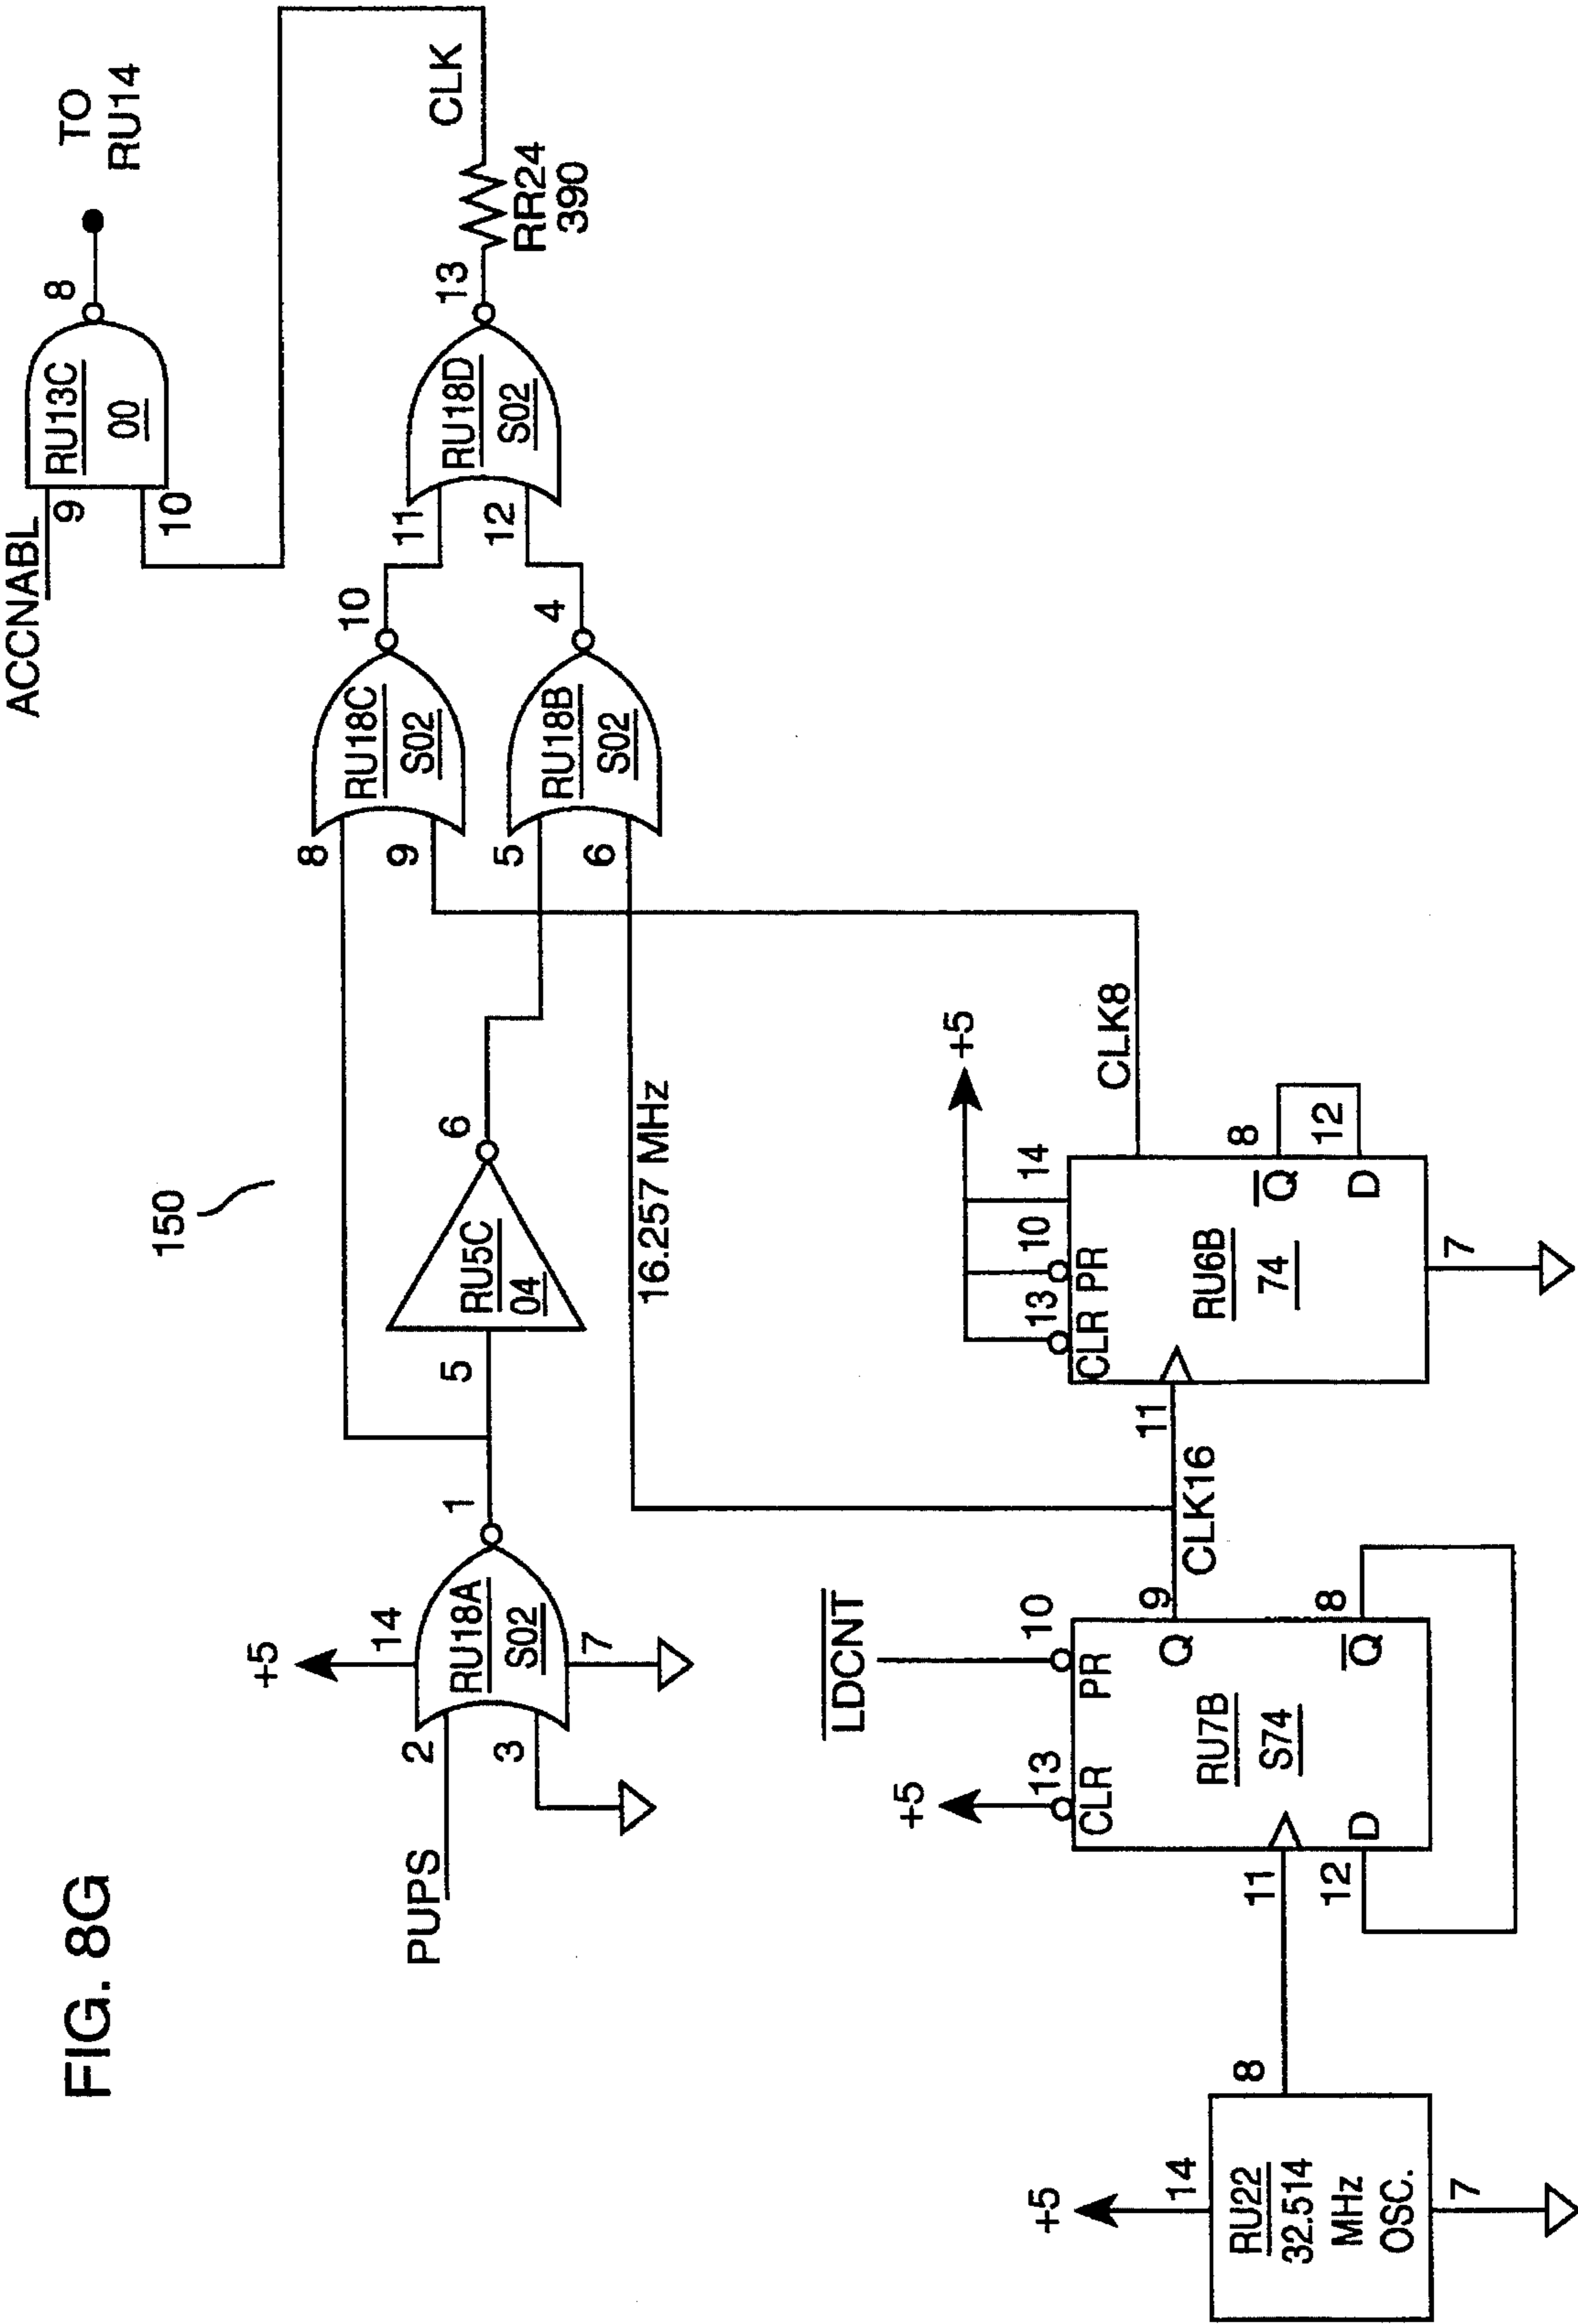 FIG. 8G
150
ACCNABL
9
10
RU13C
00
8
TO
RU14
PUPS
2
3
+5
14
RU18A
S02
7
1
5
RU5C
04
6
8
9
RU18C
S02
10
5
6
RU18B
S02
4
11
12
RU18D
S02
13
RR24
390
CLK
16.257 MHz
+5
14
RU22
32.514
MHz
OSC.
7
8
11
12
+5
13
CLR
LDCNT
10
PR
D
RU7B
S74
Q
Q
9
8
CLK16
11
+5
13
10
14
CLR PR
RU6B
74
Q
D
8
12
7
CLK8